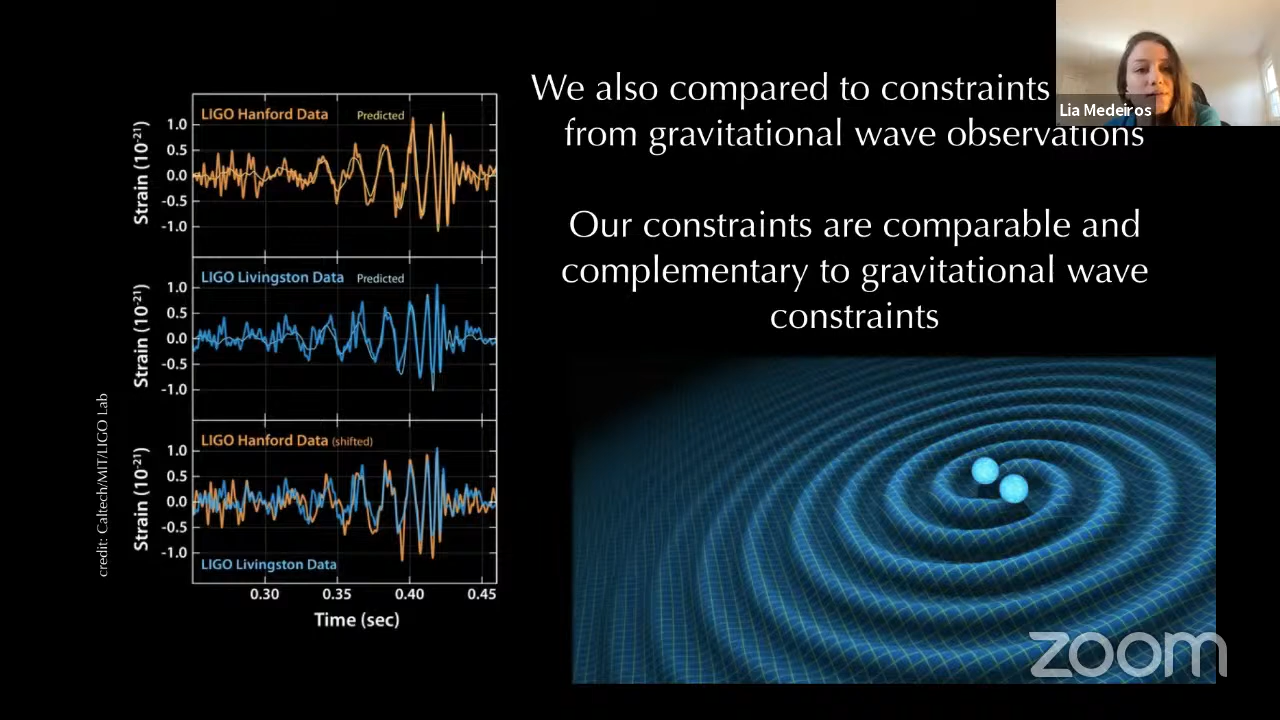 We also compared to constraints
from gravitational wave observations
Lia Medeiros
Our constraints are comparable and
complementary to gravitational wave
constraints
LIGO Hanford Data
Predicted
1.0
0.5
0.0
-0.5
-1.0
Strain (10-21)
LIGO Livingston Data
Predicted
1.0
0.5
0.0
-0.5
-1.0
Strain (10-21)
LIGO Hanford Data (shifted)
1.0
0.5
0.0
-0.5
-1.0
Strain (10-21)
LIGO Livingston Data
0.30 0.35 0.40 0.45
Time (sec)
credit: Caltech/MIT/LIGO Lab
zoom